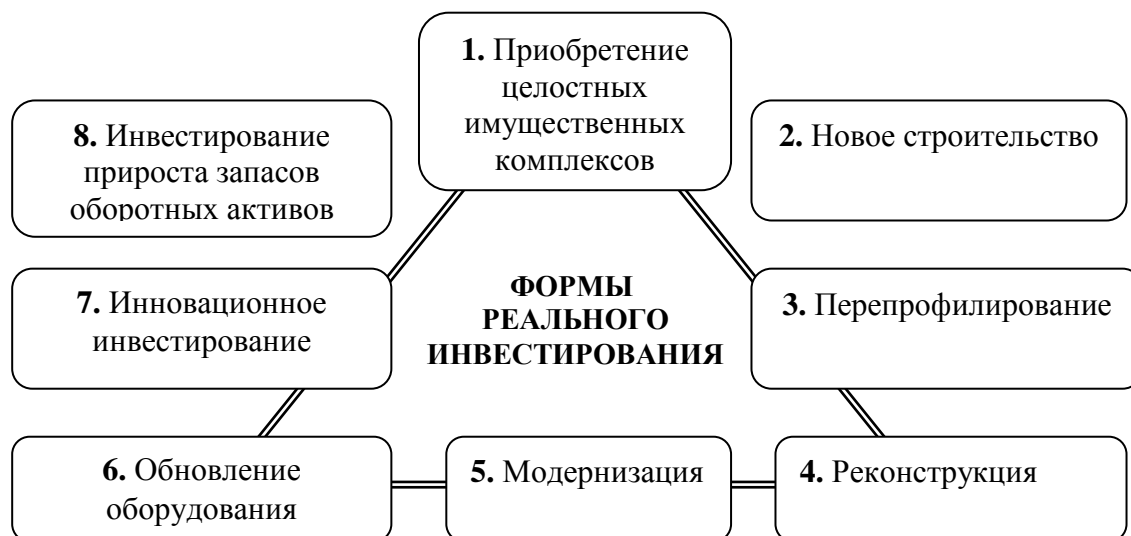 1. Приобретение
целостных
имущественных
комплексов
2. Новое строительство
3. Перепрофилирование
4. Реконструкция
5. Модернизация
6. Обновление
оборудования
7. Инновационное
инвестирование
8. Инвестирование
прироста запасов
оборотных активов
ФОРМЫ
РЕАЛЬНОГО
ИНВЕСТИРОВАНИЯ